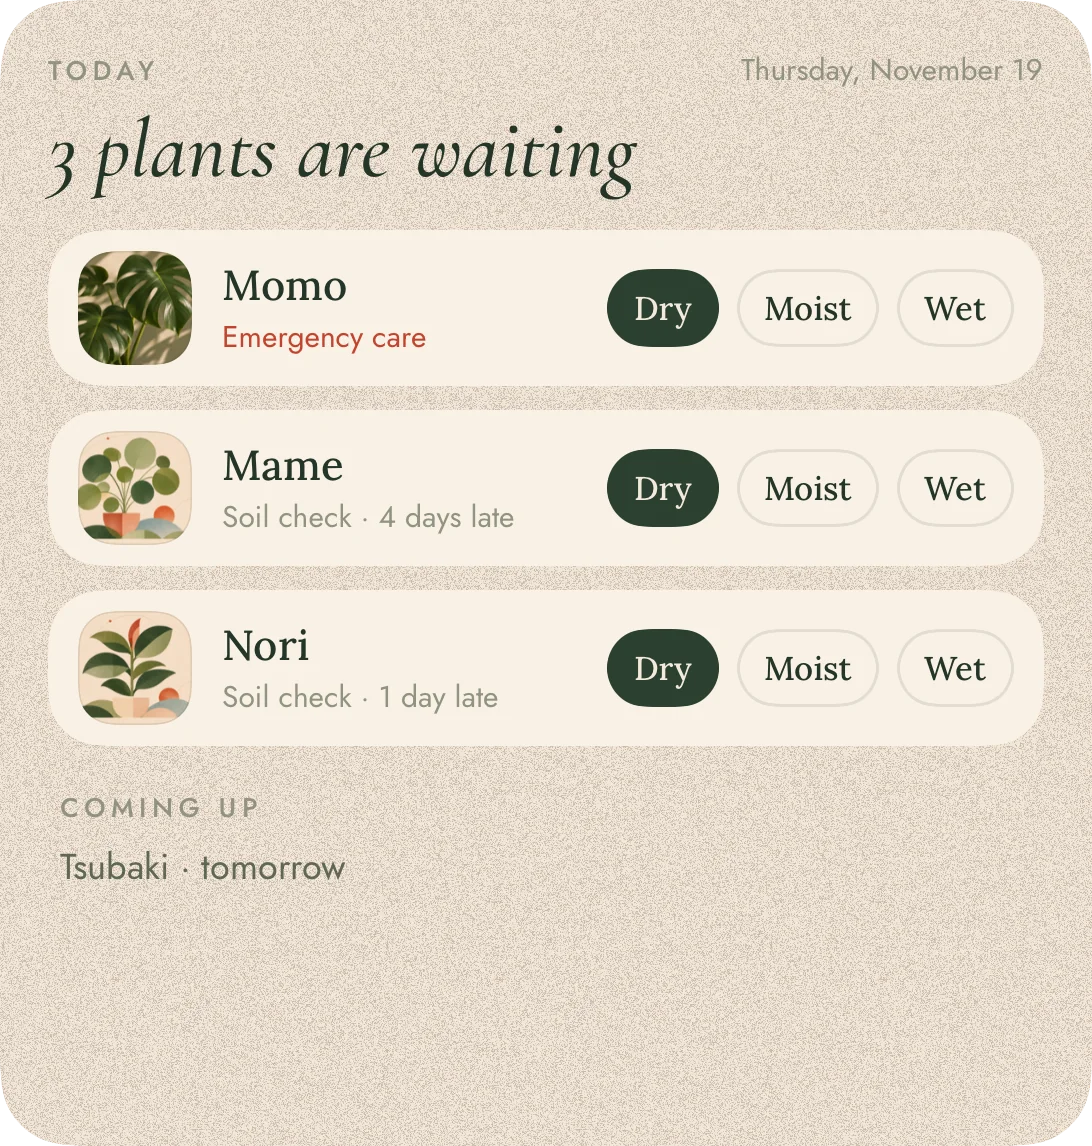 TODAY
Thursday, November 19
3 plants are waiting
Momo
Emergency care
Dry
Moist
Wet
Mame
Soil check · 4 days late
Dry
Moist
Wet
Nori
Soil check · 1 day late
Dry
Moist
Wet
COMING UP
Tsubaki · tomorrow